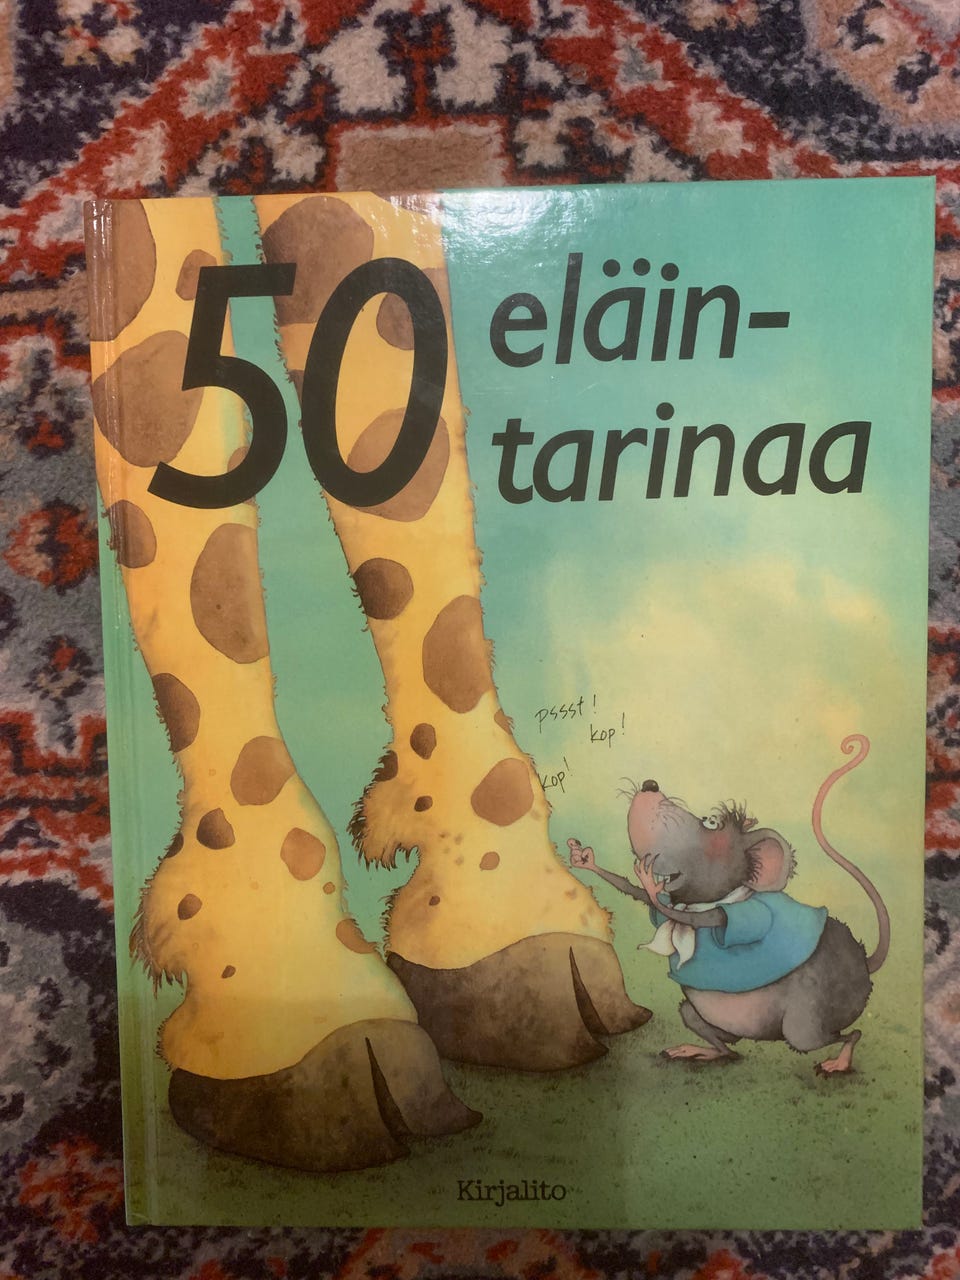 50 eläin-
tarinaa
pssst!
kop!
kop!
Kirjalito